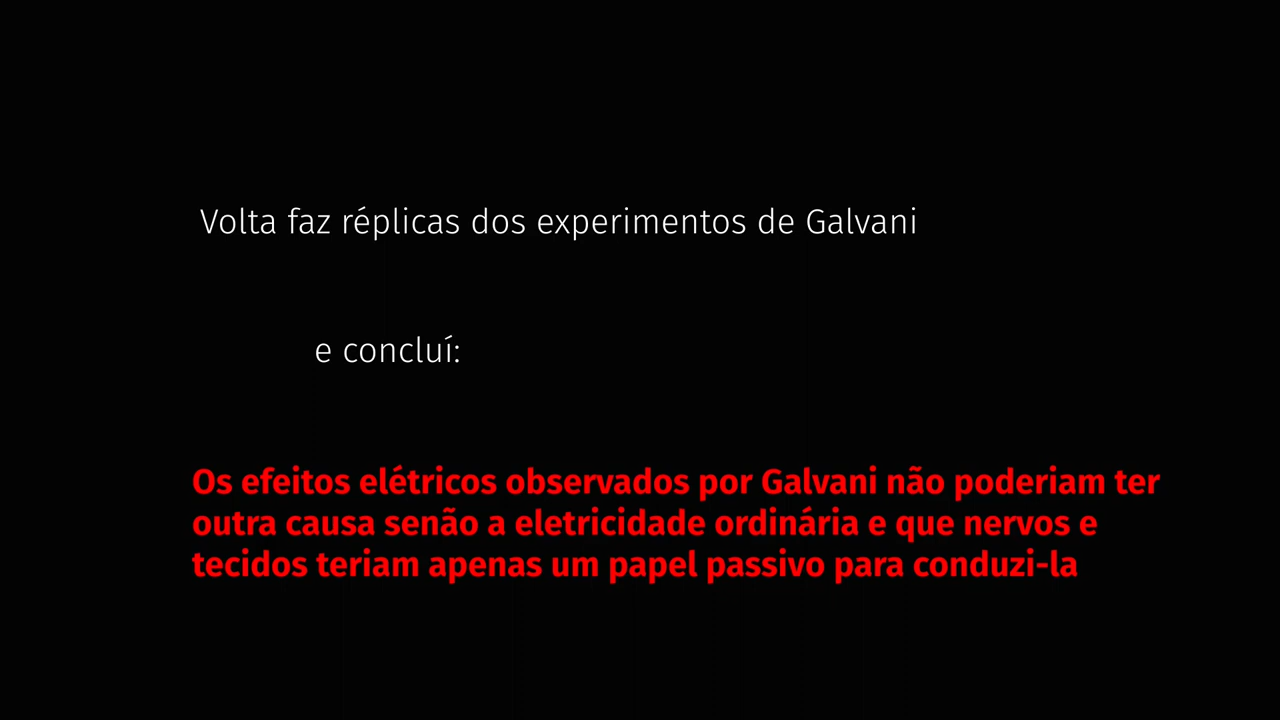 Volta faz réplicas dos experimentos de Galvani
e concluí:
Os efeitos elétricos observados por Galvani não poderiam ter
outra causa senão a eletricidade ordinária e que nervos e
tecidos teriam apenas um papel passivo para conduzi-la